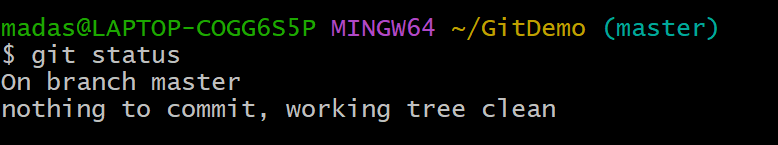 madas@LAPTOP-COGG6S5P MINGW64 ~/GitDemo (master)
$ git status
On branch master
nothing to commit, working tree clean